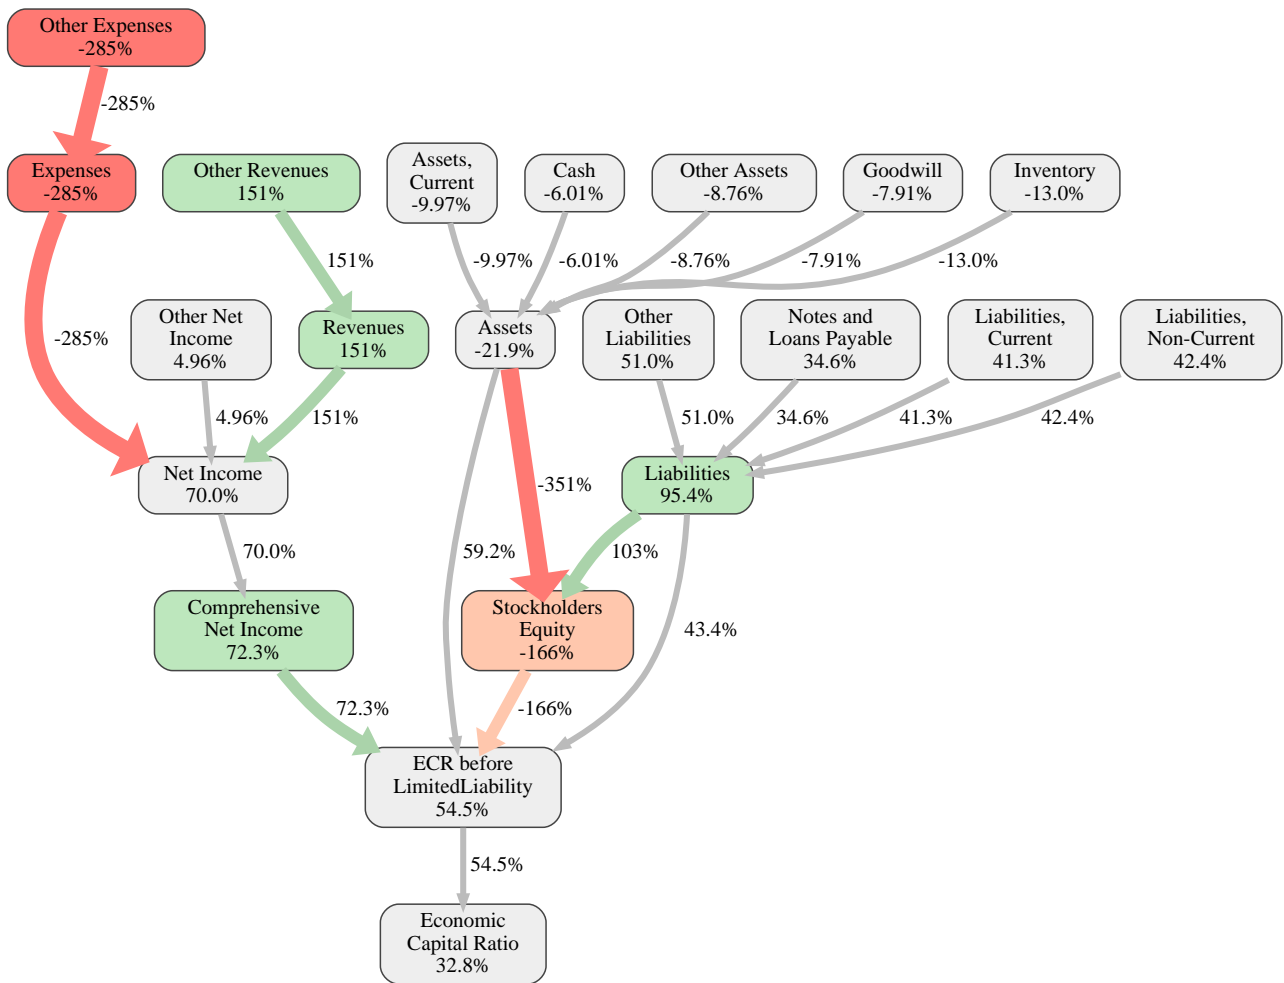 Other Expenses
-285%
-285%
Expenses
-285%
Other Revenues
151%
Assets,
Current
-9.97%
Cash
-6.01%
Other Assets
-8.76%
Goodwill
-7.91%
Inventory
-13.0%
151%
-9.97%
-6.01%
-8.76%
-7.91%
-13.0%
-285%
Other Net
Income
4.96%
Revenues
151%
Assets
-21.9%
Other
Liabilities
51.0%
Notes and
Loans Payable
34.6%
Liabilities,
Current
41.3%
Liabilities,
Non-Current
42.4%
4.96%
151%
51.0%
34.6%
41.3%
42.4%
Net Income
70.0%
-351%
Liabilities
95.4%
70.0%
59.2%
103%
Comprehensive
Net Income
72.3%
Stockholders
Equity
-166%
43.4%
72.3%
-166%
ECR before
LimitedLiability
54.5%
54.5%
Economic
Capital Ratio
32.8%